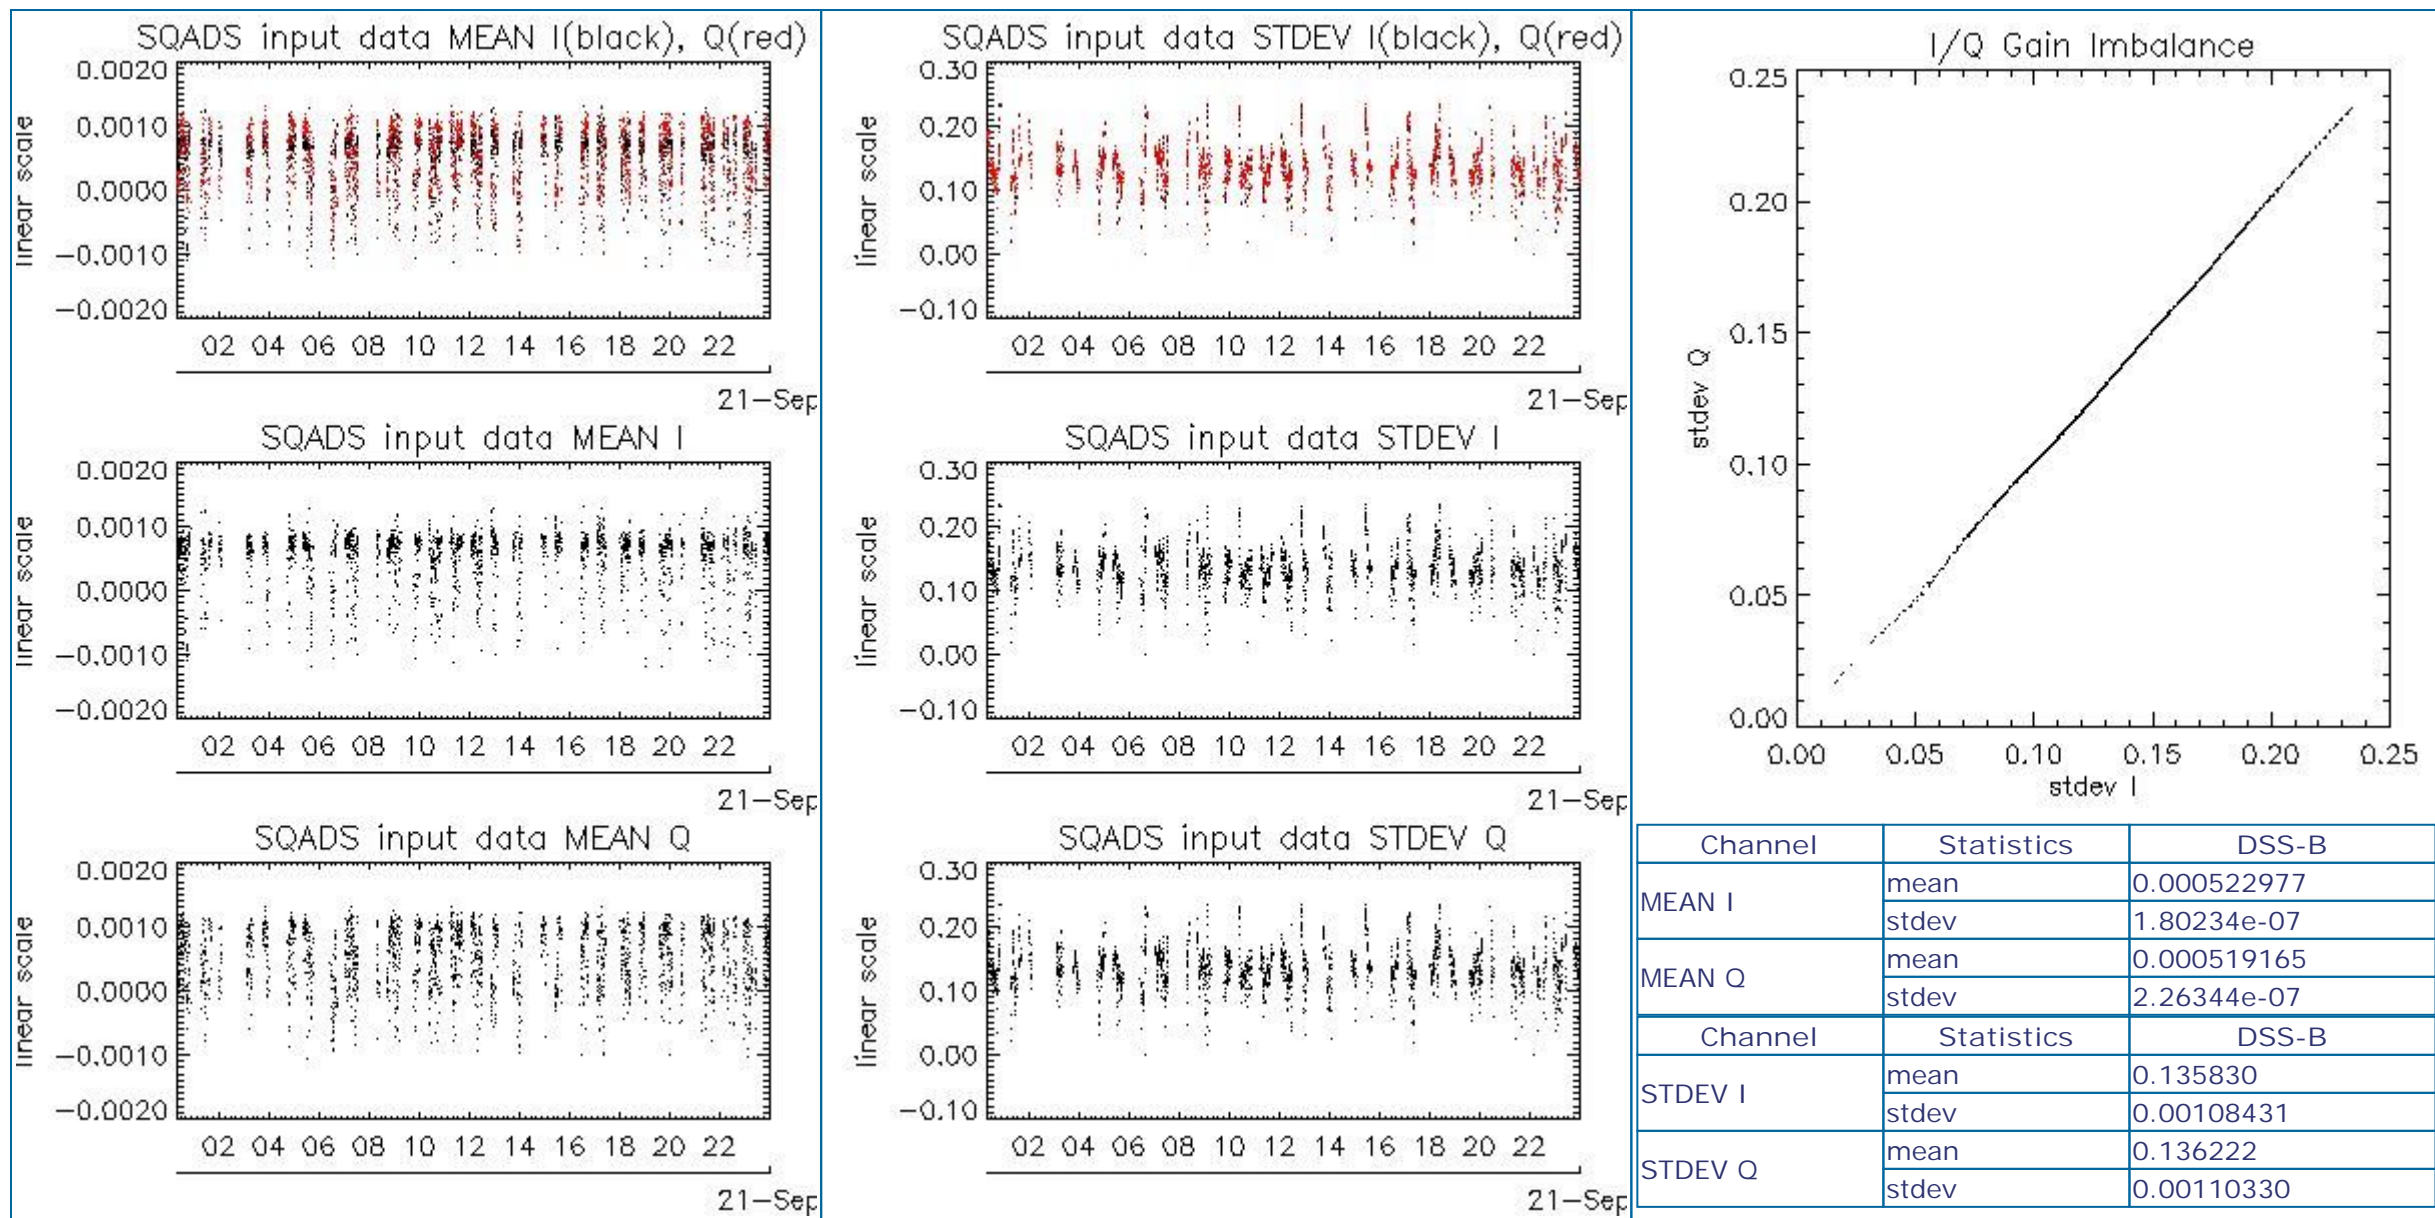 SQADS input data MEAN I(black), Q(red)
0.0020
0.0010
0.0000
−0.0010
−0.0020
linear scale
02 04 06 08 10 12 14 16 18 20 22
21−Sep
SQADS input data MEAN I
0.0020
0.0010
0.0000
−0.0010
−0.0020
linear scale
02 04 06 08 10 12 14 16 18 20 22
21−Sep
SQADS input data MEAN Q
0.0020
0.0010
0.0000
−0.0010
−0.0020
linear scale
02 04 06 08 10 12 14 16 18 20 22
21−Sep
SQADS input data STDEV I(black), Q(red)
0.30
0.20
0.10
0.00
−0.10
linear scale
02 04 06 08 10 12 14 16 18 20 22
21−Sep
SQADS input data STDEV I
0.30
0.20
0.10
0.00
−0.10
linear scale
02 04 06 08 10 12 14 16 18 20 22
21−Sep
SQADS input data STDEV Q
0.30
0.20
0.10
0.00
−0.10
linear scale
02 04 06 08 10 12 14 16 18 20 22
21−Sep
I/Q Gain Imbalance
0.25
0.20
0.15
0.10
0.05
0.00
stdev Q
0.00 0.05 0.10 0.15 0.20 0.25
stdev I
Channel Statistics DSS-B
MEAN I mean 0.000522977
stdev 1.80234e-07
MEAN Q mean 0.000519165
stdev 2.26344e-07
Channel Statistics DSS-B
STDEV I mean 0.135830
stdev 0.00108431
STDEV Q mean 0.136222
stdev 0.00110330